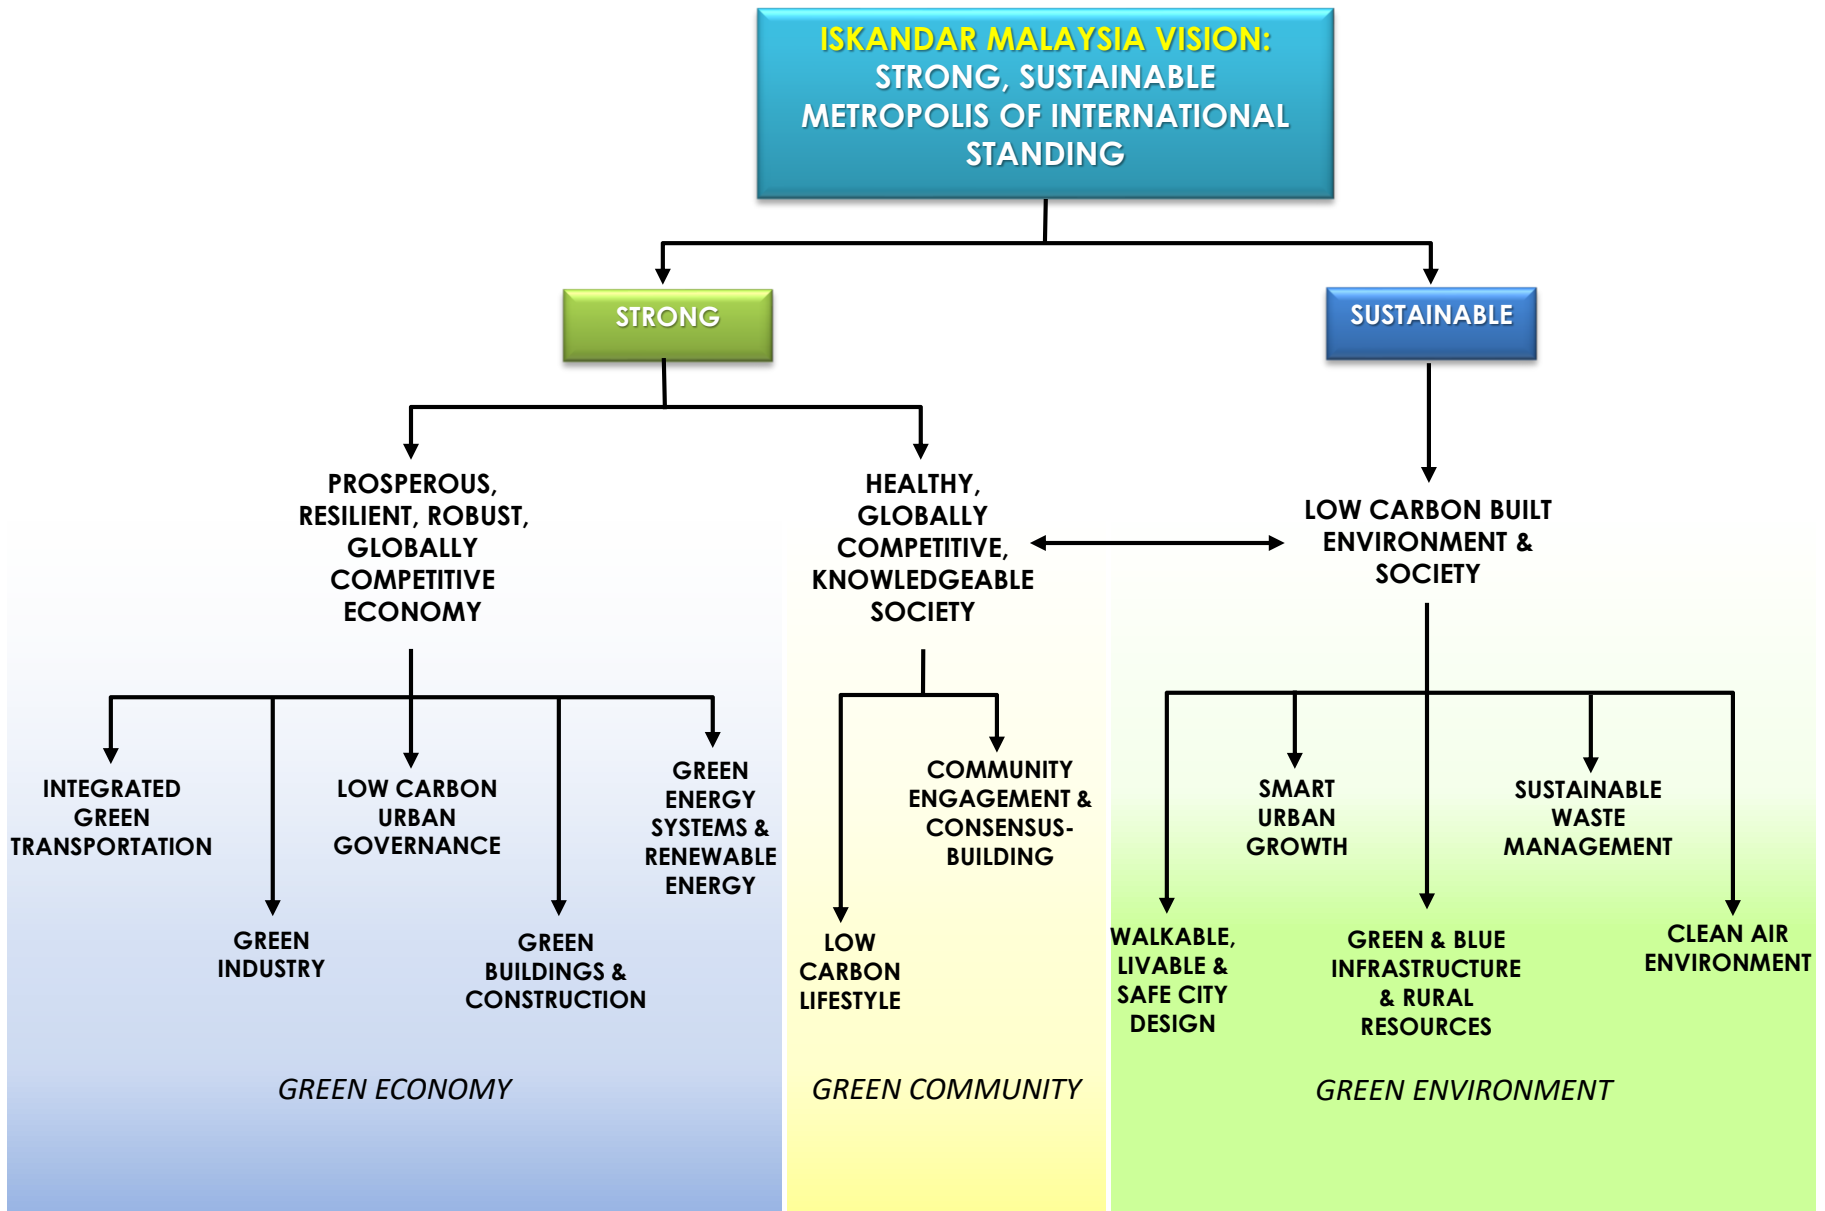 ISKANDAR MALAYSIA VISION:
STRONG, SUSTAINABLE
METROPOLIS OF INTERNATIONAL
STANDING
STRONG
SUSTAINABLE
PROSPEROUS,
RESILIENT, ROBUST,
GLOBALLY
COMPETITIVE
ECONOMY
HEALTHY,
GLOBALLY
COMPETITIVE,
KNOWLEDGEABLE
SOCIETY
LOW CARBON BUILT
ENVIRONMENT &
SOCIETY
INTEGRATED
GREEN
TRANSPORTATION
GREEN
INDUSTRY
LOW CARBON
URBAN
GOVERNANCE
GREEN
BUILDINGS &
CONSTRUCTION
GREEN
ENERGY
SYSTEMS &
RENEWABLE
ENERGY
LOW
CARBON
LIFESTYLE
COMMUNITY
ENGAGEMENT &
CONSENSUS-
BUILDING
WALKABLE,
LIVABLE &
SAFE CITY
DESIGN
SMART
URBAN
GROWTH
GREEN & BLUE
INFRASTRUCTURE
& RURAL
RESOURCES
SUSTAINABLE
WASTE
MANAGEMENT
CLEAN AIR
ENVIRONMENT
GREEN ECONOMY
GREEN COMMUNITY
GREEN ENVIRONMENT